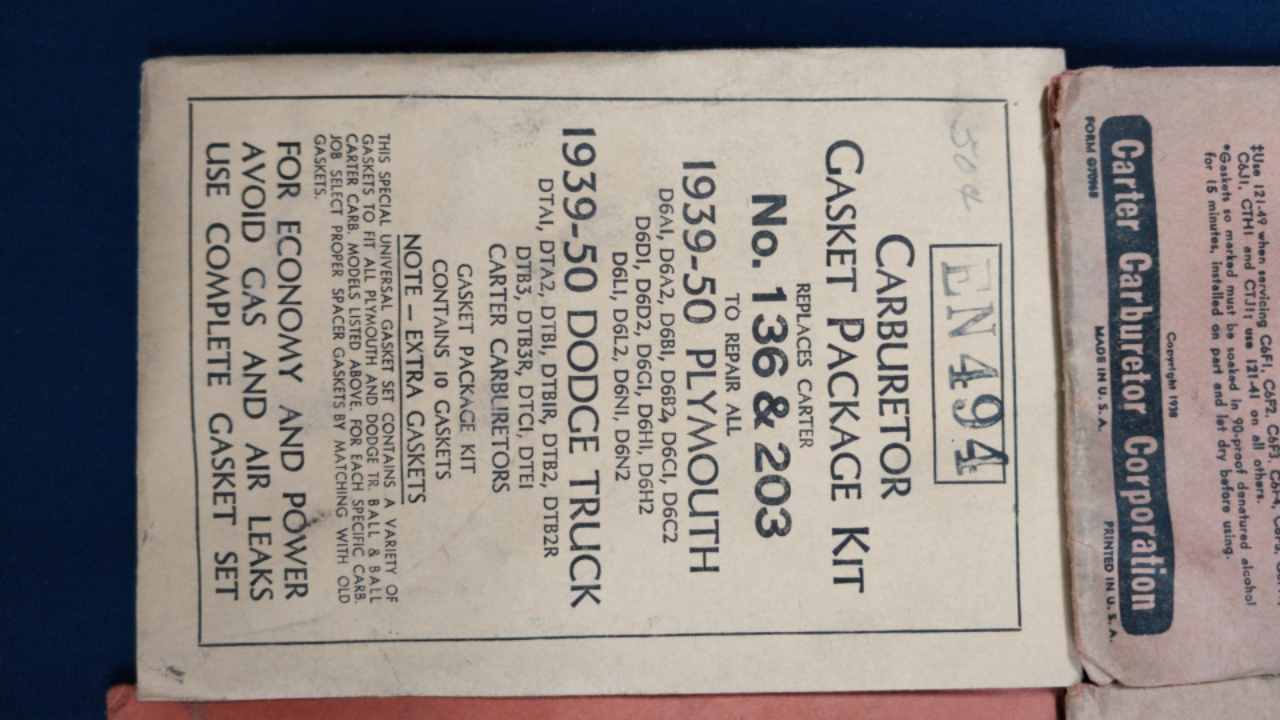 50¢
EN494
CARBURETOR
GASKET PACKAGE KIT
REPLACES CARTER
No. 136 & 203
TO REPAIR ALL
1939-50 PLYMOUTH
D6A1, D6A2, D6B1, D6B2, D6C1, D6C2
D6D1, D6D2, D6C1, D6H1, D6H2
D6L1, D6L2, D6N1, D6N2
1939-50 DODGE TRUCK
DTA1, DTA2, DTB1, DTB1R, DTB2, DTB2R
DTB3, DTB3R, DTC1, DTE1
CARTER CARBURETORS
GASKET PACKAGE KIT
CONTAINS 10 GASKETS
NOTE – EXTRA GASKETS
THIS SPECIAL UNIVERSAL GASKET SET CONTAINS A VARIETY OF
GASKETS TO FIT ALL PLYMOUTH AND DODGE TR. BALL & BALL
CARTER CARB. MODELS LISTED ABOVE. FOR EACH SPECIFIC CARB.
JOB SELECT PROPER SPACER GASKETS BY MATCHING WITH OLD
GASKETS.
FOR ECONOMY AND POWER
AVOID GAS AND AIR LEAKS
USE COMPLETE GASKET SET
‡Use 121-49 when servicing C6F1, C6F2, C6F3,
C6J1, CTH1 and CTJ1; use 121-41 on all others.
*Gaskets so marked must be soaked in 90-proof denatured alcohol
for 15 minutes, installed on part and let dry before using.
Copyright 1938
Carter Carburetor Corporation
FORM G7096S
MADE IN U. S. A.
PRINTED IN U. S. A.